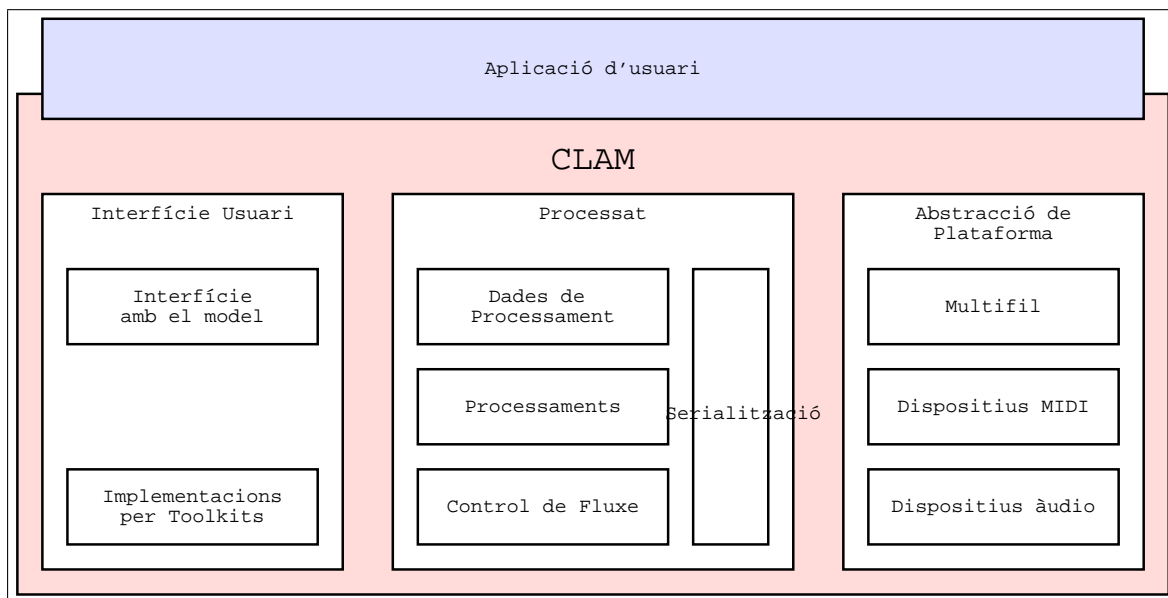 Aplicació d'usuari
CLAM
Interfície Usuari
Interfície
amb el model
Implementacions
per Toolkits
Processat
Dades de
Processament
Processaments
Control de Fluxe
Serialització
Abstracció de
Plataforma
Multifil
Dispositius MIDI
Dispositius àudio